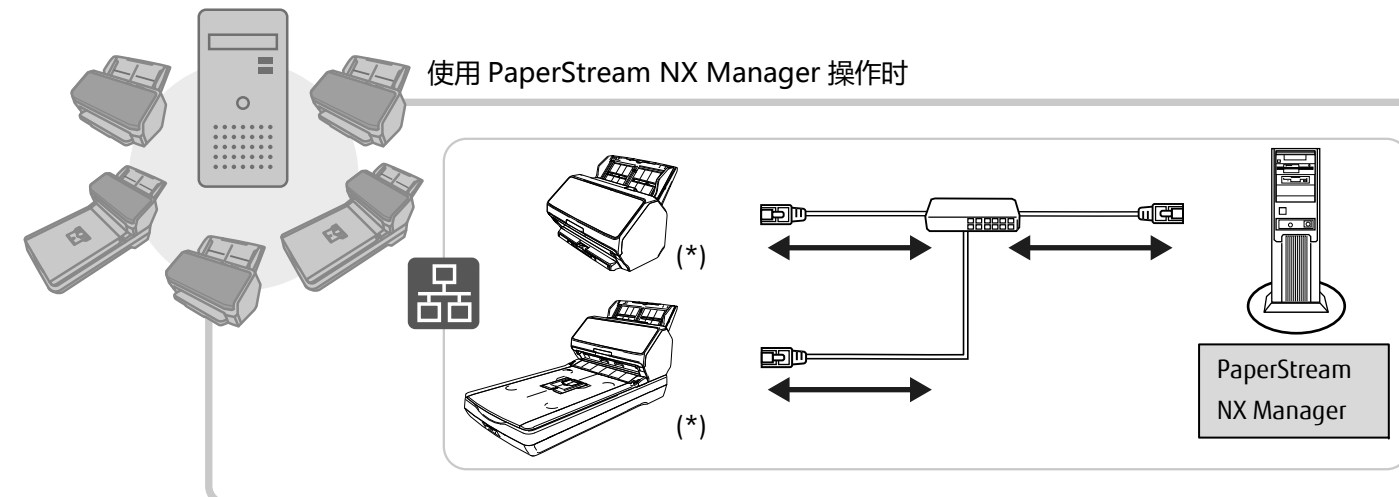 使用 PaperStream NX Manager 操作时
(*)
(*)
PaperStream
NX Manager